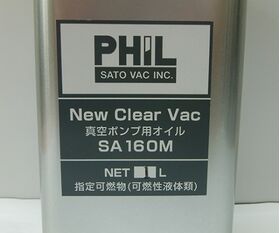 PHIL
SATO VAC INC.
New Clear Vac
真空ポンプ用オイル
SA160M
NET L
指定可燃物(可燃性液体類)